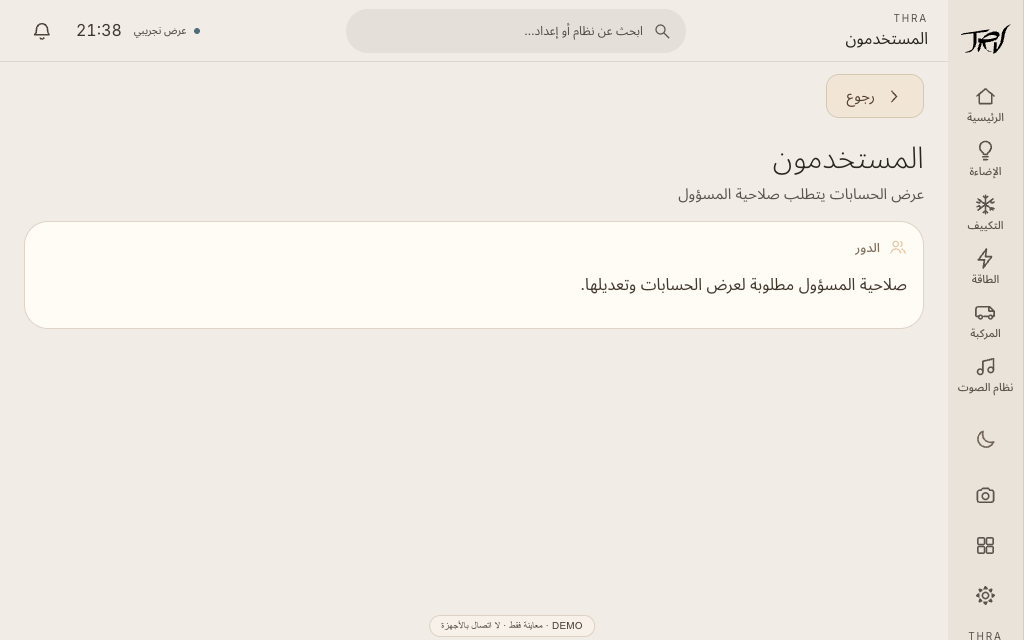 THRA
المستخدمون
ابحث عن نظام أو إعداد...
عرض تجريبي
21:38
الرئيسية
الإضاءة
التكييف
الطاقة
المركبة
نظام الصوت
THRA
رجوع
المستخدمون
عرض الحسابات يتطلب صلاحية المسؤول
الدور
صلاحية المسؤول مطلوبة لعرض الحسابات وتعديلها.
DEMO · معاينة فقط · لا اتصال بالأجهزة